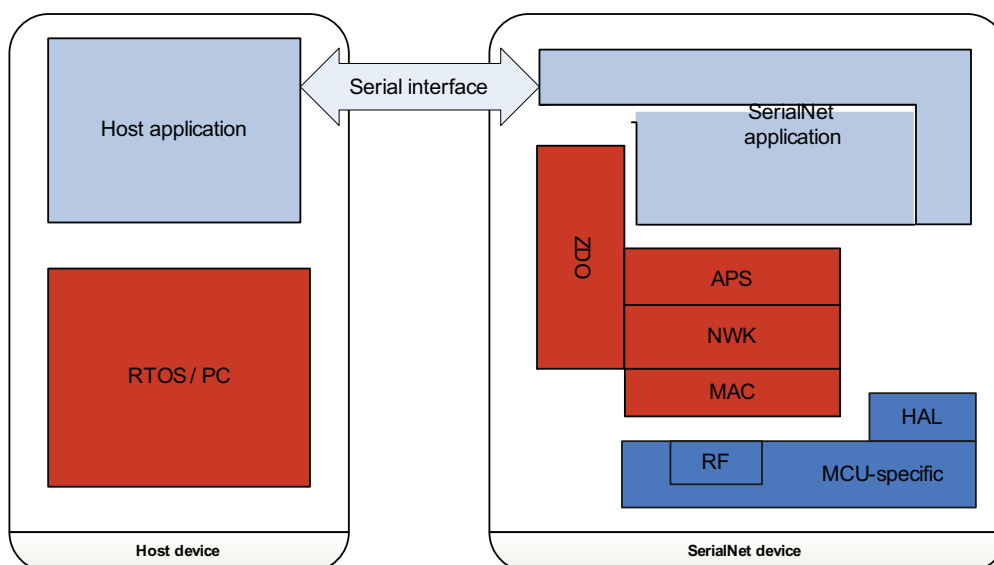 Host application
Serial interface
SerialNet
application
ZDO
APS
NWK
MAC
RTOS / PC
HAL
RF
MCU-specific
Host device
SerialNet device